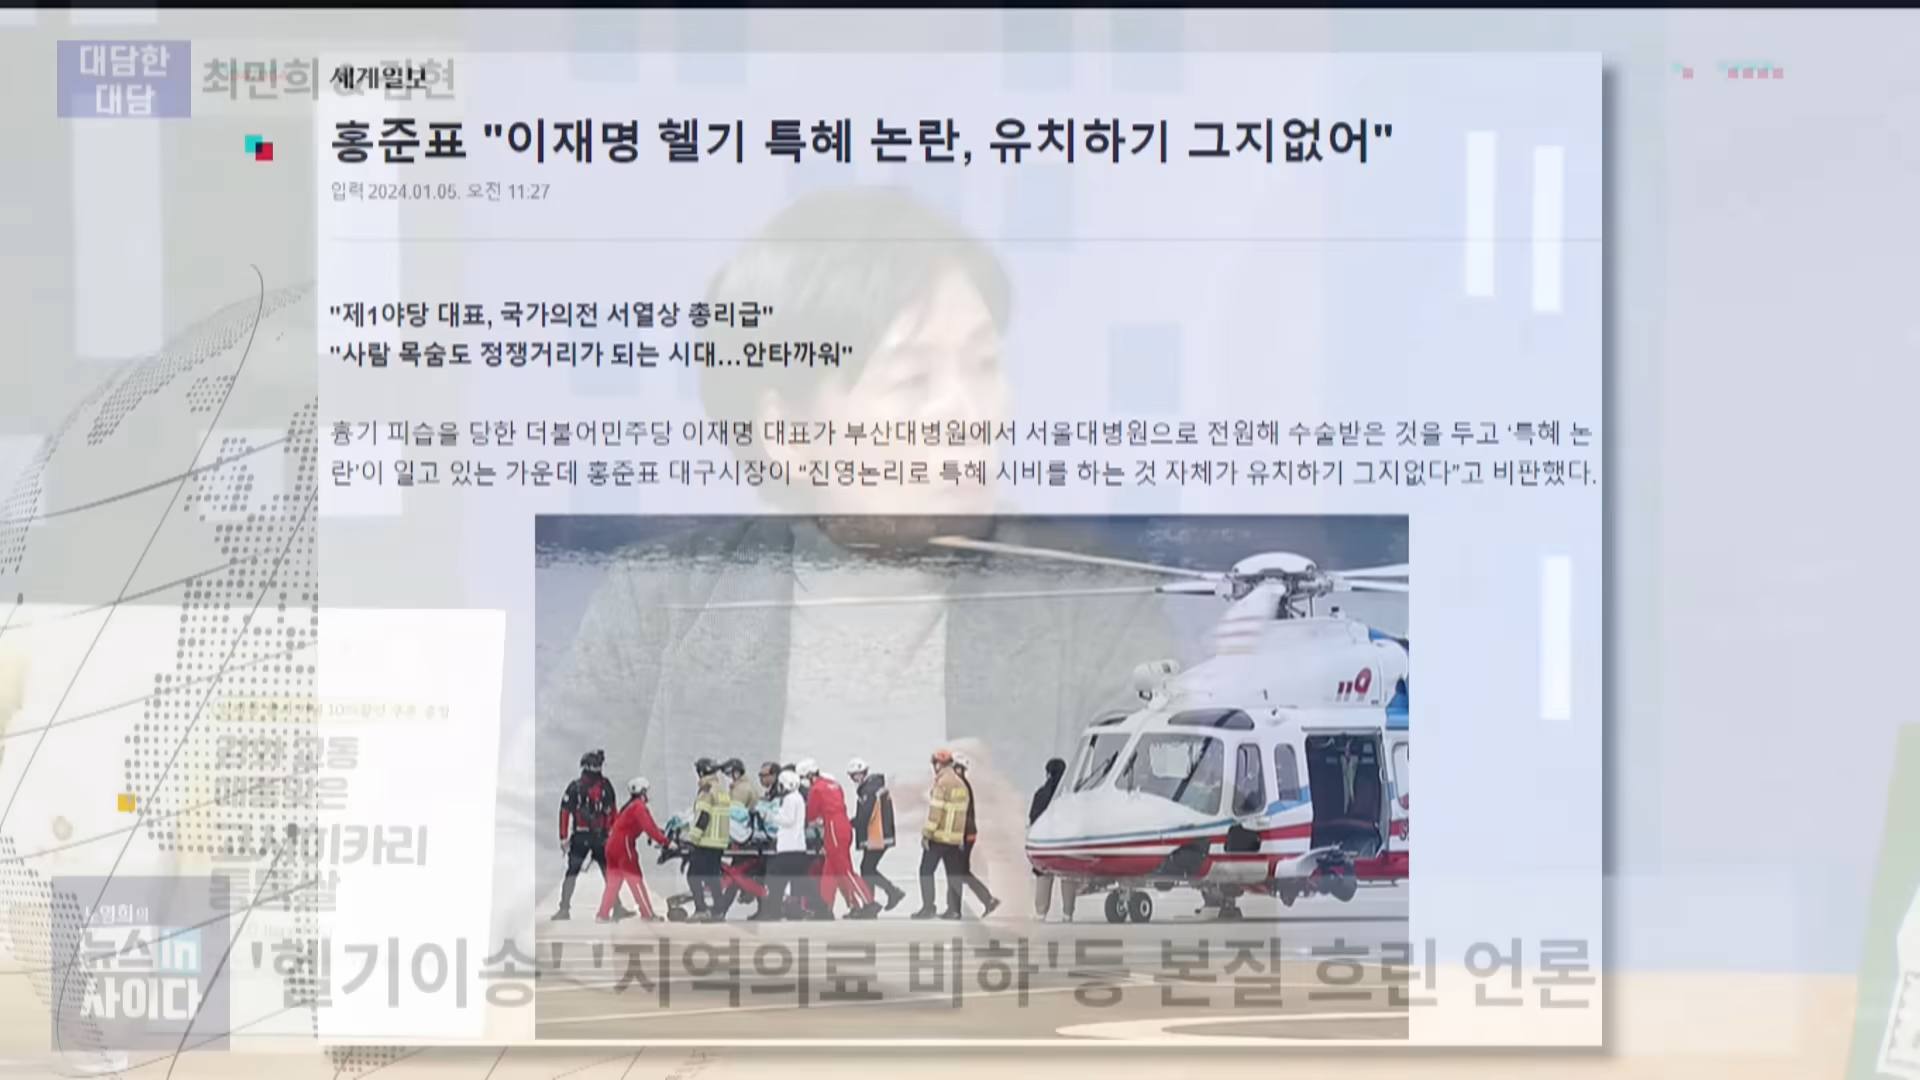 대담한
대담
최민희 & 김현
세계일보
홍준표 "이재명 헬기 특혜 논란, 유치하기 그지없어"
입력 2024.01.05. 오전 11:27
"제1야당 대표, 국가의전 서열상 총리급"
"사람 목숨도 정쟁거리가 되는 시대...안타까워"
흉기 피습을 당한 더불어민주당 이재명 대표가 부산대병원에서 서울대병원으로 전원해 수술받은 것을 두고 ‘특혜 논
란’이 일고 있는 가운데 홍준표 대구시장이 “진영논리로 특혜 시비를 하는 것 자체가 유치하기 그지없다”고 비판했다.
119
노영희의
뉴스in
사이다
'헬기이송' '지역의료 비하'등 본질 흐린 언론